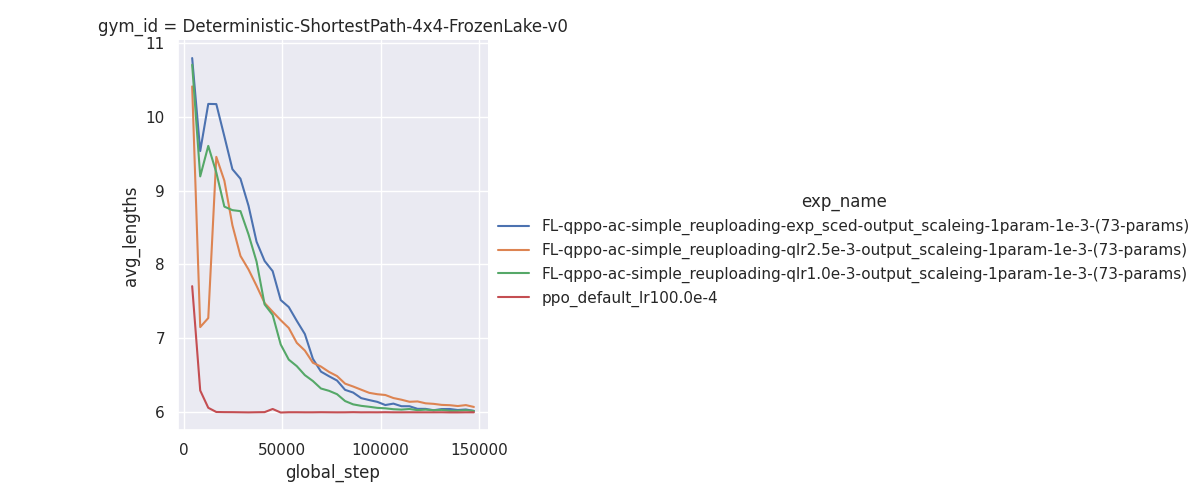 gym_id = Deterministic-ShortestPath-4x4-FrozenLake-v0
11
10
9
8
7
6
avg_lengths
0
50000
100000
150000
global_step
exp_name
FL-qppo-ac-simple_reuploading-exp_sced-output_scaleing-1param-1e-3-(73-params)
FL-qppo-ac-simple_reuploading-qlr2.5e-3-output_scaleing-1param-1e-3-(73-params)
FL-qppo-ac-simple_reuploading-qlr1.0e-3-output_scaleing-1param-1e-3-(73-params)
ppo_default_lr100.0e-4